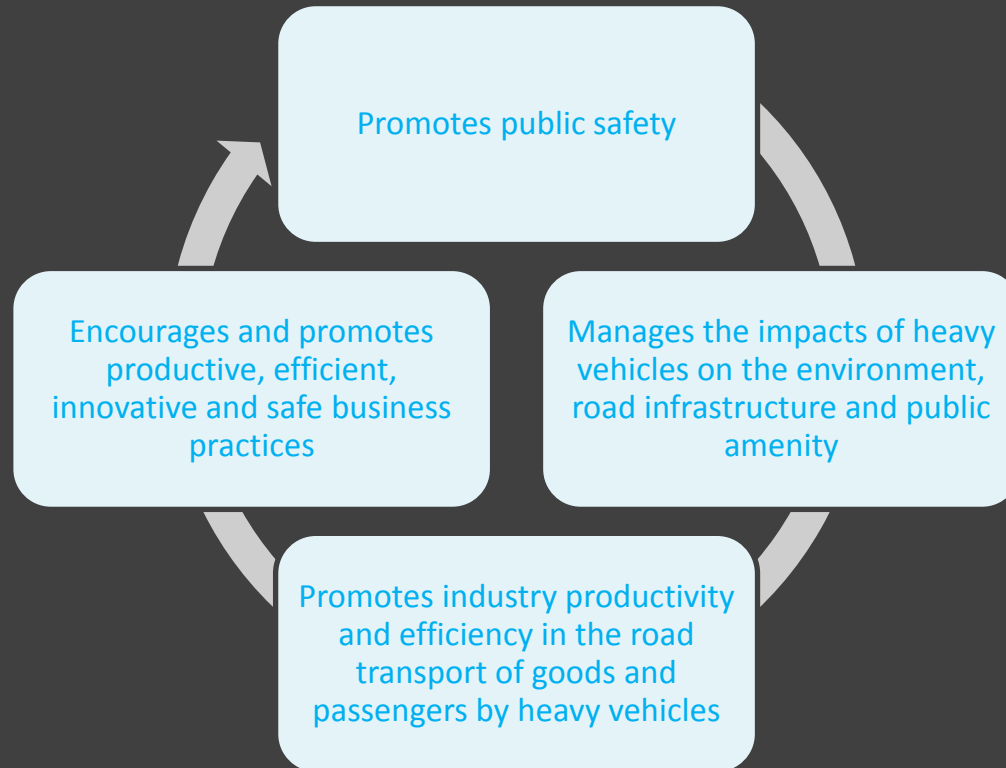 Promotes public safety
Manages the impacts of heavy
vehicles on the environment,
road infrastructure and public
amenity
Promotes industry productivity
and efficiency in the road
transport of goods and
passengers by heavy vehicles
Encourages and promotes
productive, efficient,
innovative and safe business
practices